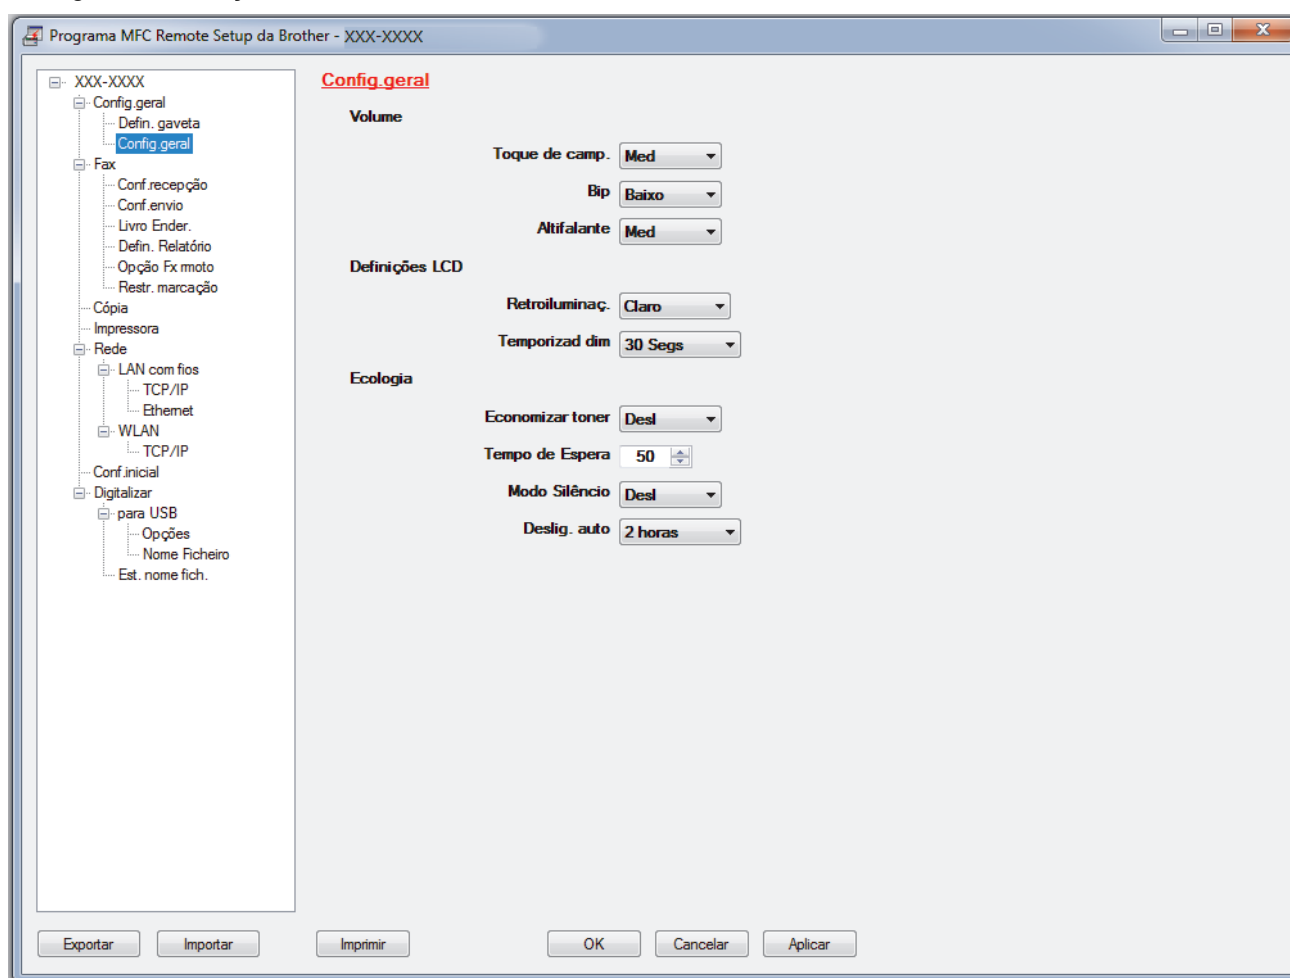 Programa MFC Remote Setup da Brother - XXX-XXXX
XXX-XXXX
Config.geral
Defin. gaveta
Config.geral
Fax
Conf.recepção
Conf.envio
Livro Ender.
Defin. Relatório
Opção Fx rmoto
Restr. marcação
Cópia
Impressora
Rede
LAN com fios
TCP/IP
Ethernet
WLAN
TCP/IP
Conf.inicial
Digitalizar
para USB
Opções
Nome Ficheiro
Est. nome fich.
Config.geral
Volume
Toque de camp. Med
Bip Baixo
Altifalante Med
Definições LCD
Retroiluminaç. Claro
Temporizad dim 30 Segs
Ecologia
Economizar toner Desl
Tempo de Espera 50
Modo Silêncio Desl
Deslig. auto 2 horas
Exportar Importar Imprimir OK Cancelar Aplicar